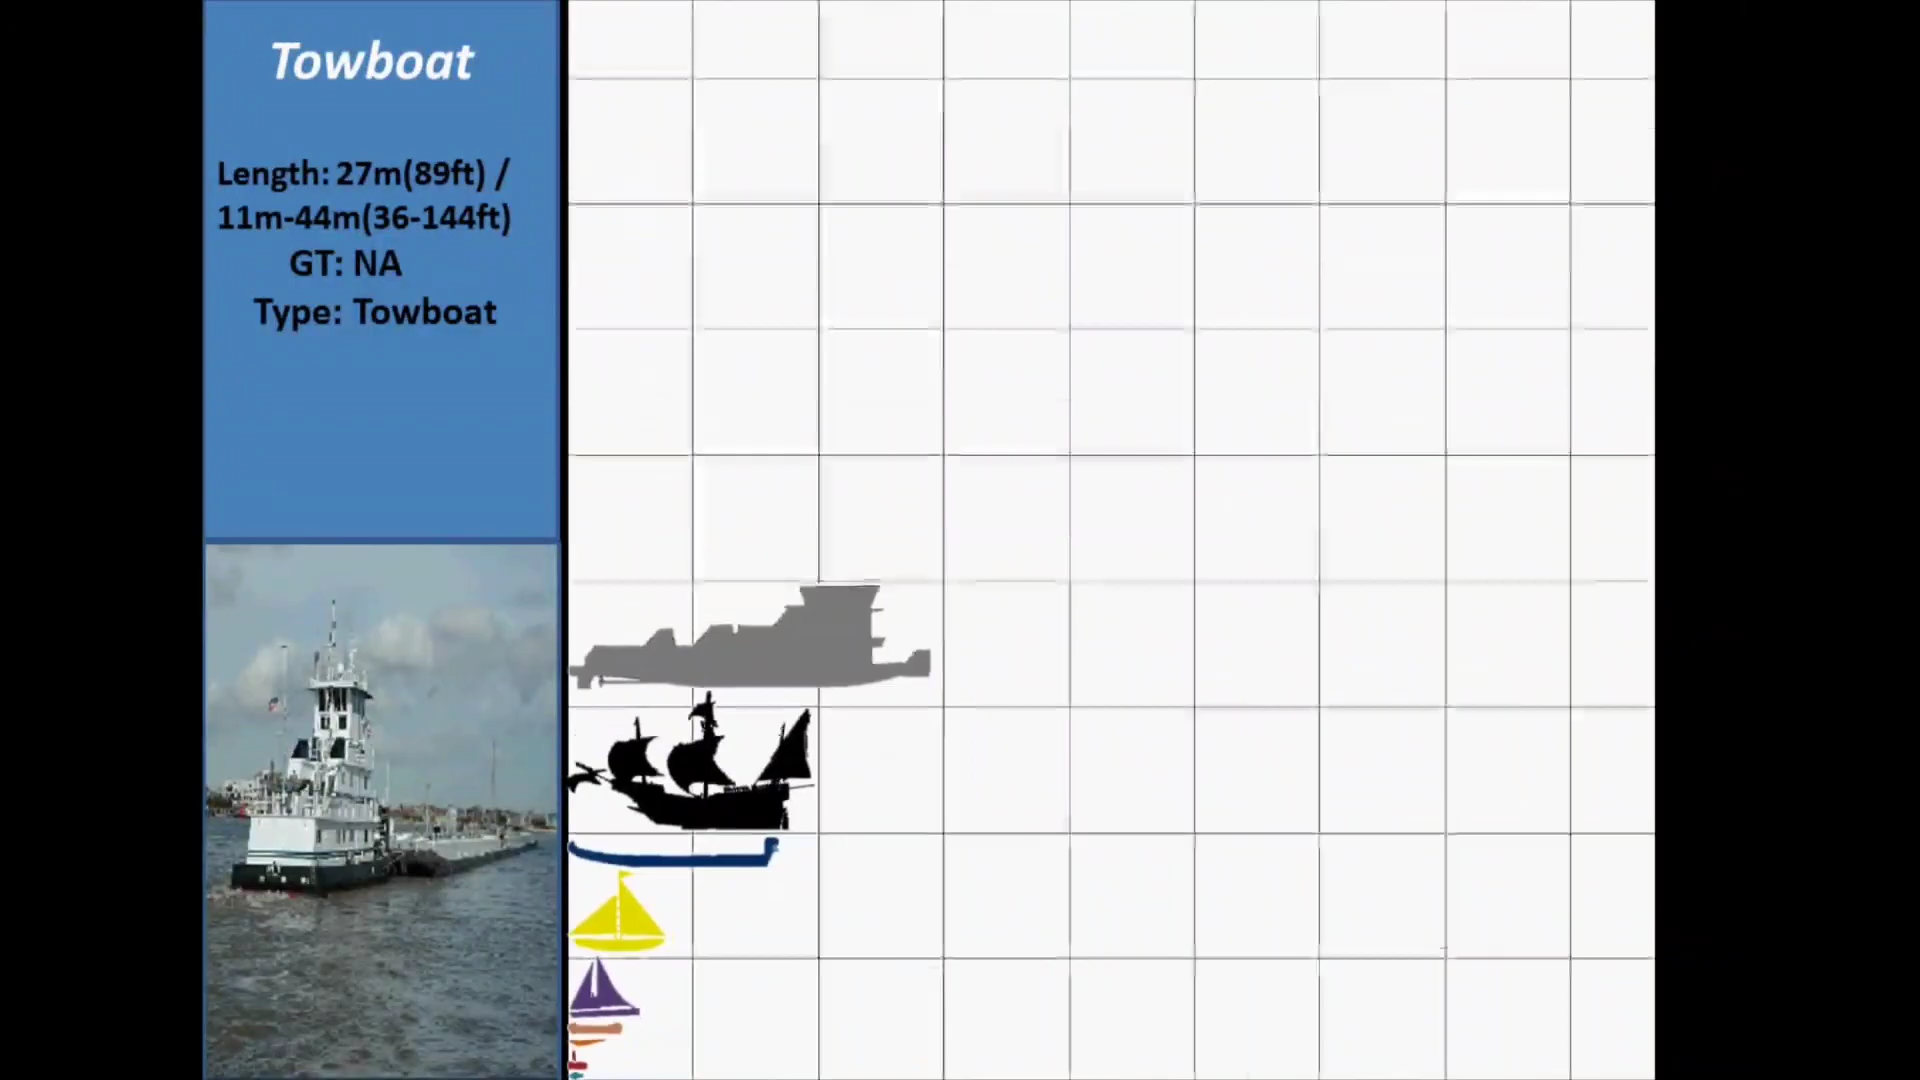 Towboat
Length: 27m(89ft) /
11m-44m(36-144ft)
GT: NA
Type: Towboat